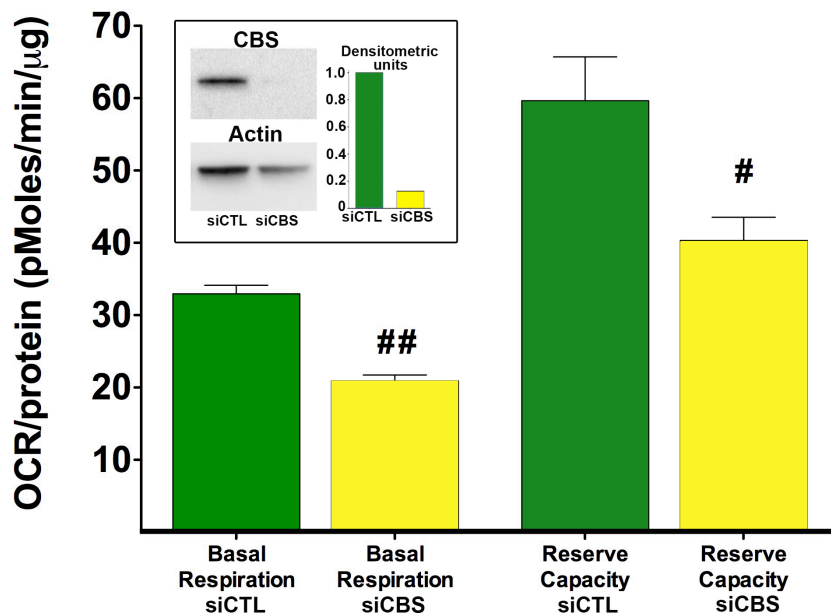 OCR/protein (pMoles/min/μg)
70
60
50
40
30
20
10
CBS
Actin
siCTL siCBS
Densitometric
units
1.0
0.8
0.6
0.4
0.2
0
siCTL siCBS
##
#
Basal
Respiration
siCTL
Basal
Respiration
siCBS
Reserve
Capacity
siCTL
Reserve
Capacity
siCBS